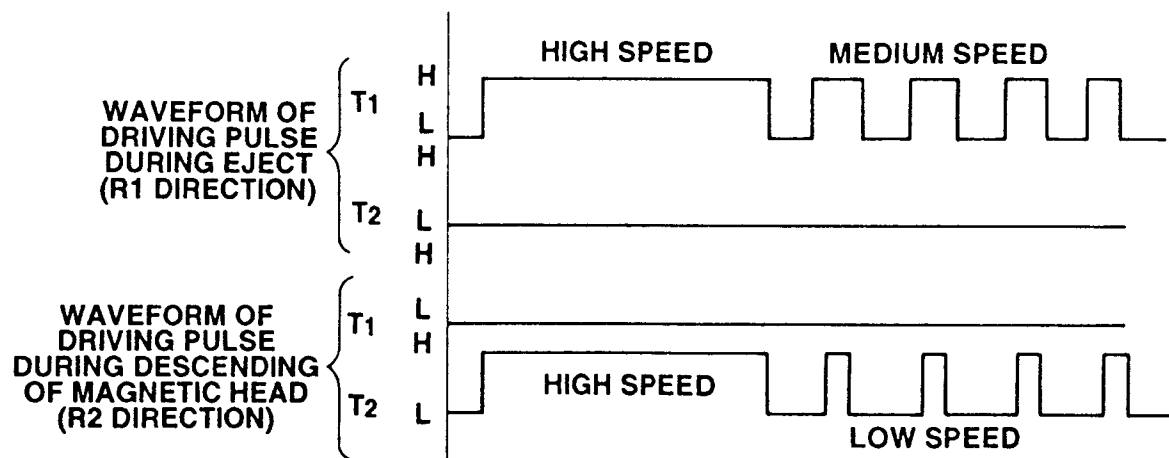 HIGH SPEED
MEDIUM SPEED
WAVEFORM OF
DRIVING PULSE
DURING EJECT
(R1 DIRECTION)
T1
H
L
T2
H
L
WAVEFORM OF
DRIVING PULSE
DURING DESCENDING
OF MAGNETIC HEAD
(R2 DIRECTION)
T1
H
L
T2
H
L
HIGH SPEED
LOW SPEED